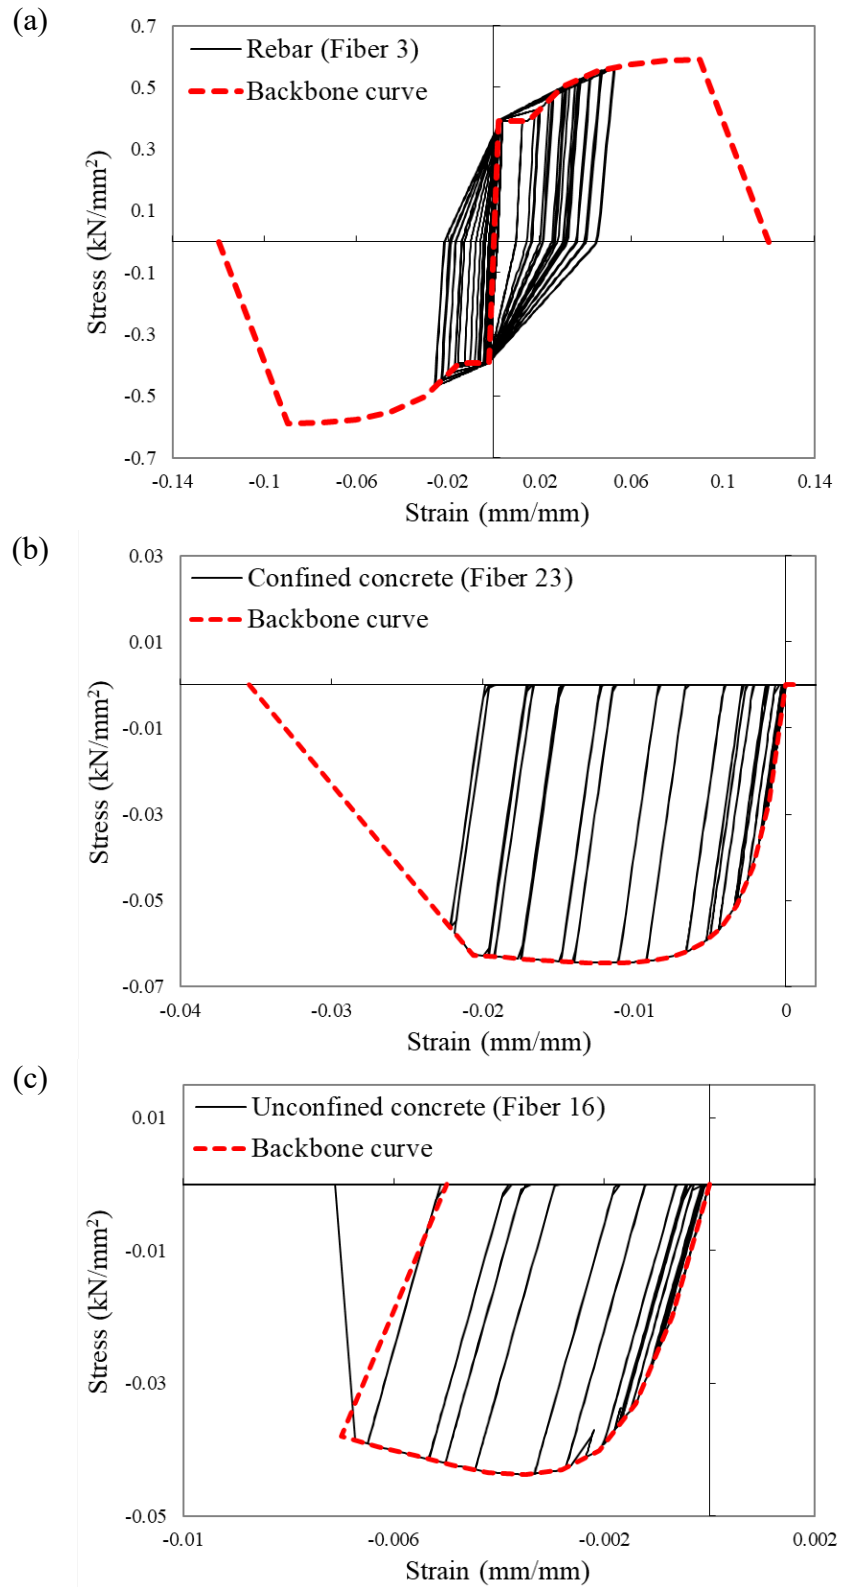 (a)
0.7
Rebar (Fiber 3)
Backbone curve
0.5
0.3
0.1
-0.1
-0.3
-0.5
-0.7
Stress (kN/mm²)
-0.14 -0.1 -0.06 -0.02 0.02 0.06 0.1 0.14
Strain (mm/mm)
(b)
0.03
Confined concrete (Fiber 23)
Backbone curve
0.01
-0.01
-0.03
-0.05
-0.07
Stress (kN/mm²)
-0.04 -0.03 -0.02 -0.01 0
Strain (mm/mm)
(c)
Unconfined concrete (Fiber 16)
0.01
Backbone curve
-0.01
-0.03
-0.05
Stress (kN/mm²)
-0.01 -0.006 -0.002 0.002
Strain (mm/mm)